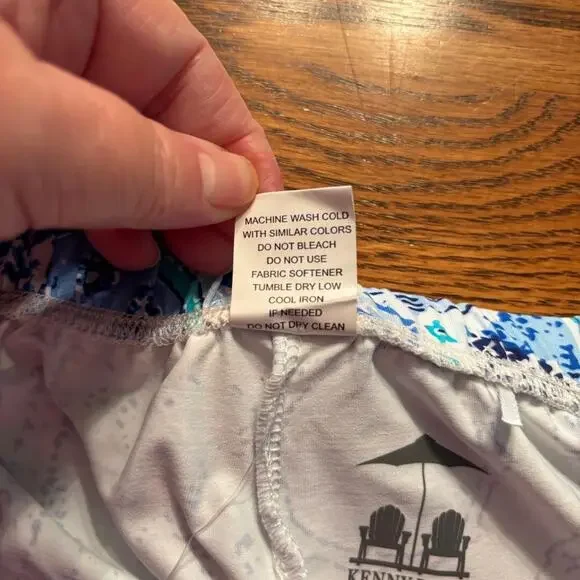 MACHINE WASH COLD
WITH SIMILAR COLORS
DO NOT BLEACH
DO NOT USE
FABRIC SOFTENER
TUMBLE DRY LOW
COOL IRON
IF NEEDED
DO NOT DRY CLEAN